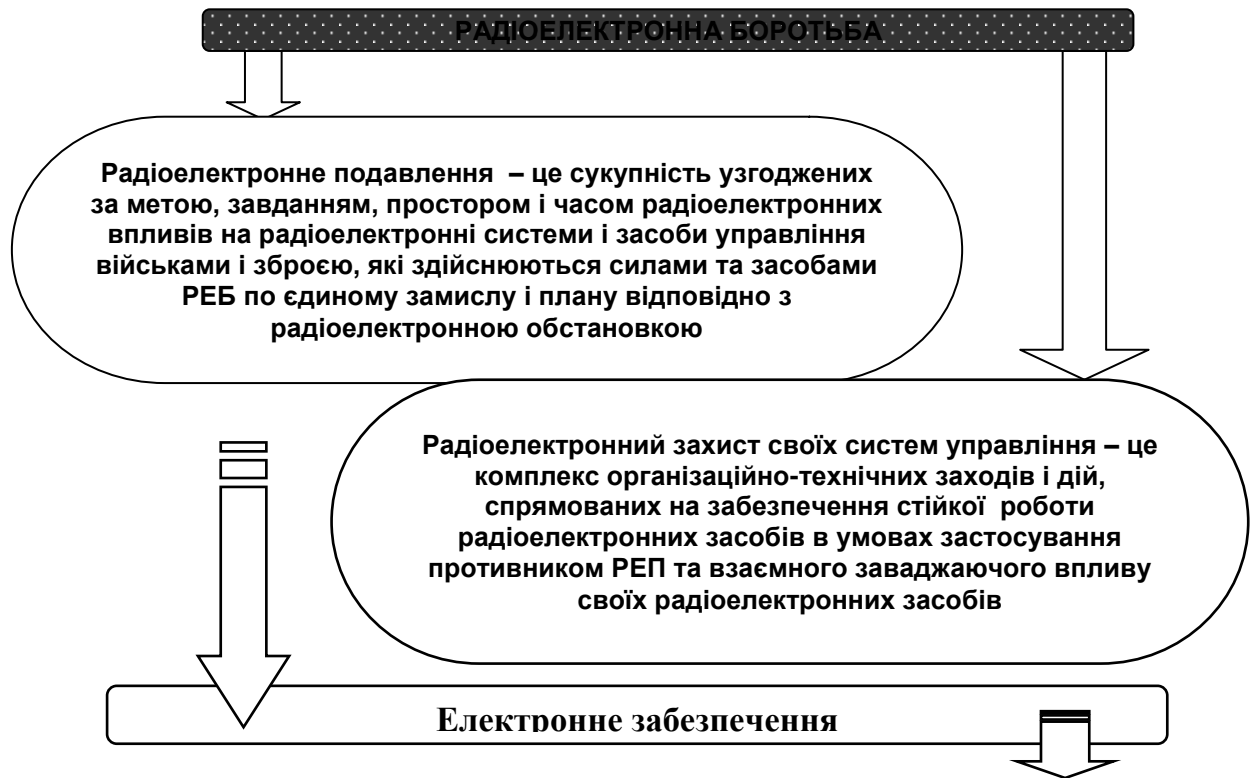 РАДІОЕЛЕКТРОННА БОРОТЬБА
Радіоелектронне подавлення – це сукупність узгоджених
за метою, завданням, простором і часом радіоелектронних
впливів на радіоелектронні системи і засоби управління
військами і зброєю, які здійснюються силами та засобами
РЕБ по єдиному замислу і плану відповідно з
радіоелектронною обстановкою
Радіоелектронний захист своїх систем управління – це
комплекс організаційно-технічних заходів і дій,
спрямованих на забезпечення стійкої роботи
радіоелектронних засобів в умовах застосування
противником РЕП та взаємного заваджаючого впливу
своїх радіоелектронних засобів
Електронне забезпечення